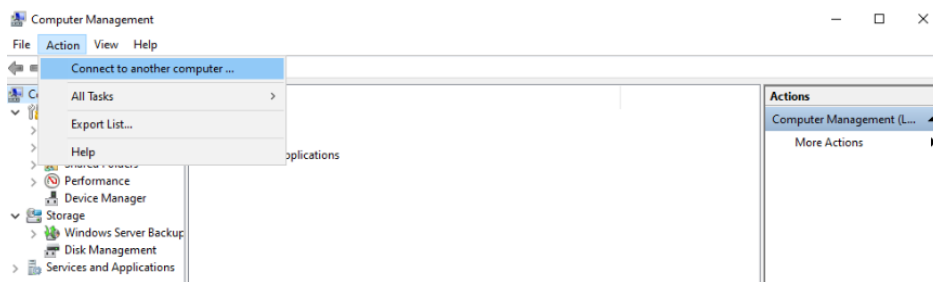 Computer Management
File Action View Help
Connect to another computer ...
All Tasks
Export List...
Help
Performance
Device Manager
Storage
Windows Server Backup
Disk Management
Services and Applications
Actions
Computer Management (L...
More Actions